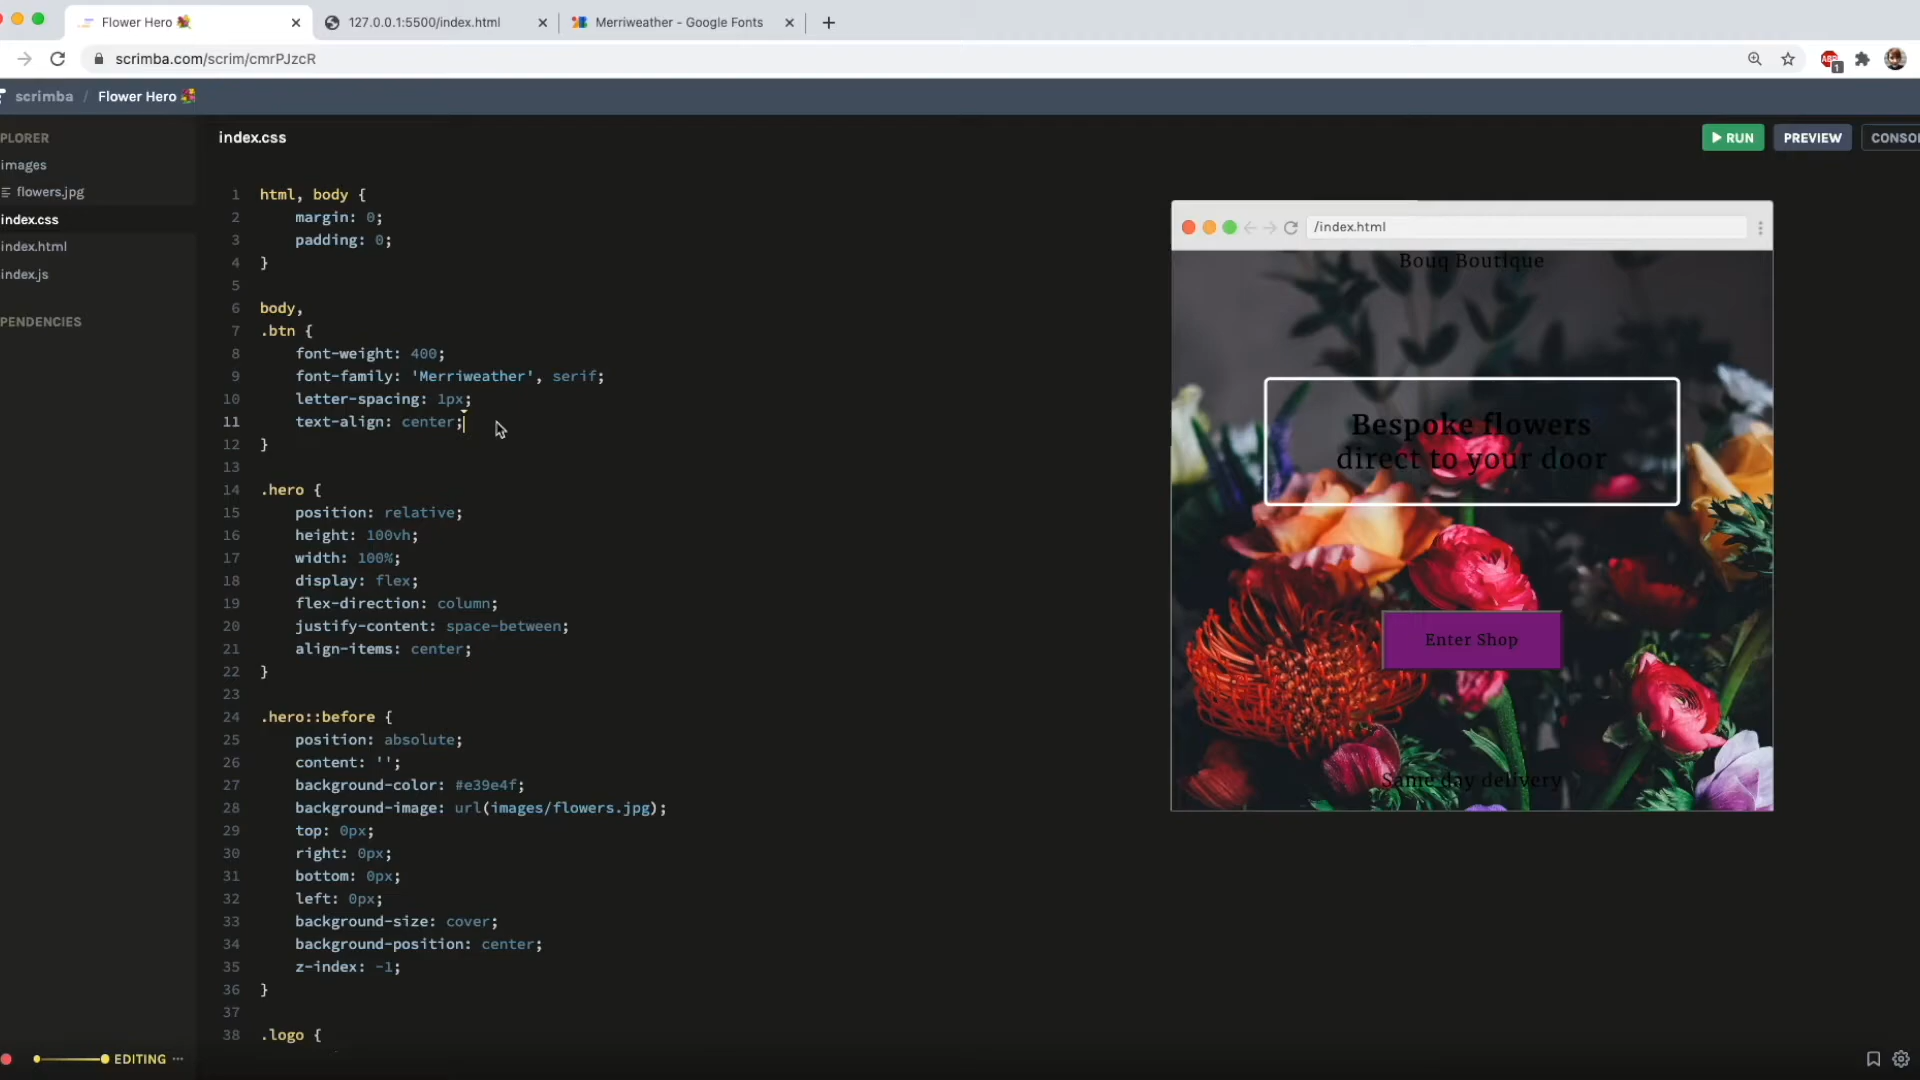 Flower Hero
127.0.0.1:5500/index.html
Merriweather - Google Fonts
scrimba.com/scrim/cmrPJzcR
ABP
1
scrimba / Flower Hero
PLORER
images
flowers.jpg
index.css
index.html
index.js
PENDENCIES
index.css
RUN
PREVIEW
CONSO
1 html, body {
2 margin: 0;
3 padding: 0;
4 }
5
6 body,
7 .btn {
8 font-weight: 400;
9 font-family: 'Merriweather', serif;
10 letter-spacing: 1px;
11 text-align: center;
12 }
13
14 .hero {
15 position: relative;
16 height: 100vh;
17 width: 100%;
18 display: flex;
19 flex-direction: column;
20 justify-content: space-between;
21 align-items: center;
22 }
23
24 .hero::before {
25 position: absolute;
26 content: '';
27 background-color: #e39e4f;
28 background-image: url(images/flowers.jpg);
29 top: 0px;
30 right: 0px;
31 bottom: 0px;
32 left: 0px;
33 background-size: cover;
34 background-position: center;
35 z-index: -1;
36 }
37
38 .logo {
/index.html
Bouq Boutique
Bespoke flowers
direct to your door
Enter Shop
Same day delivery
EDITING ···